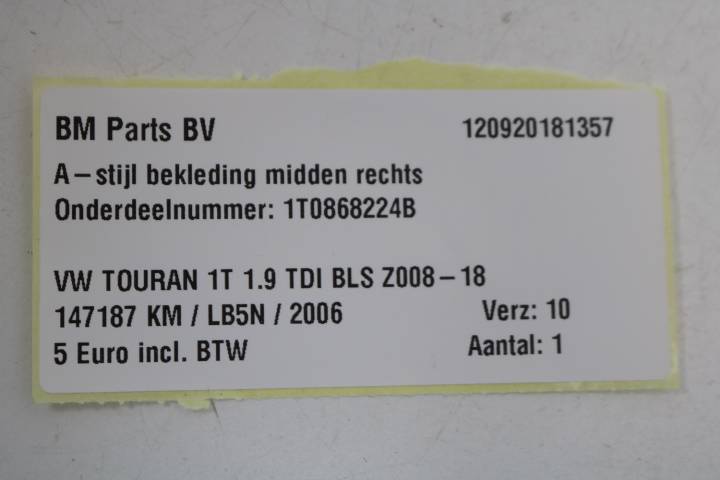 BM Parts BV 120920181357
A-stijl bekleding midden rechts
Onderdeelnummer: 1T0868224B
VW TOURAN 1T 1.9 TDI BLS Z008-18
147187 KM / LB5N / 2006 Verz: 10
5 Euro incl. BTW Aantal: 1